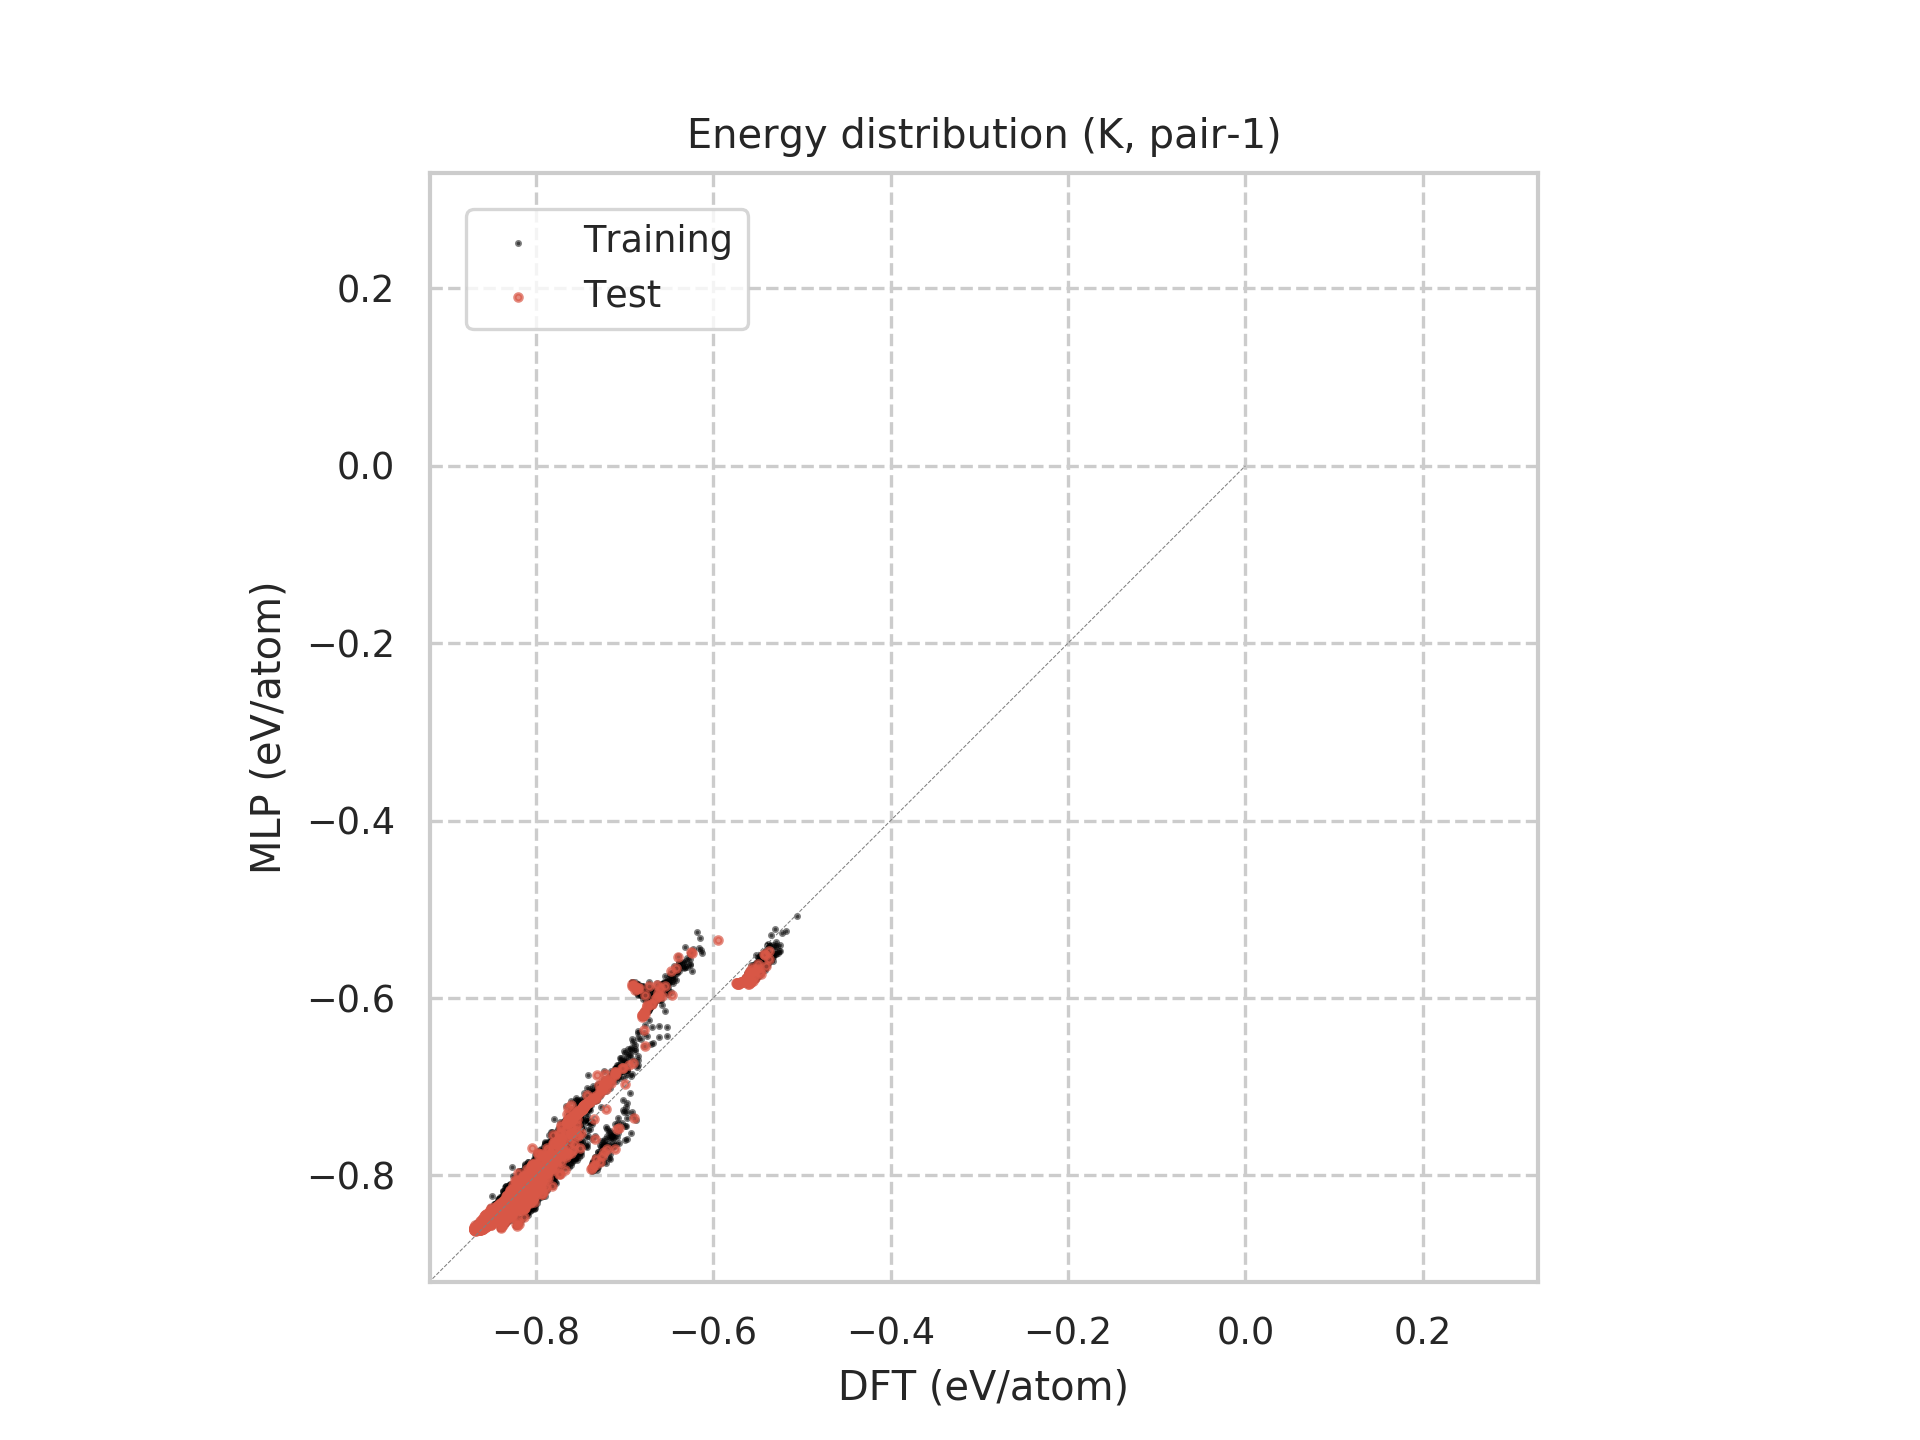 Energy distribution (K, pair-1)
Training
Test
0.2
0.0
−0.2
−0.4
−0.6
−0.8
MLP (eV/atom)
−0.8 −0.6 −0.4 −0.2 0.0 0.2
DFT (eV/atom)